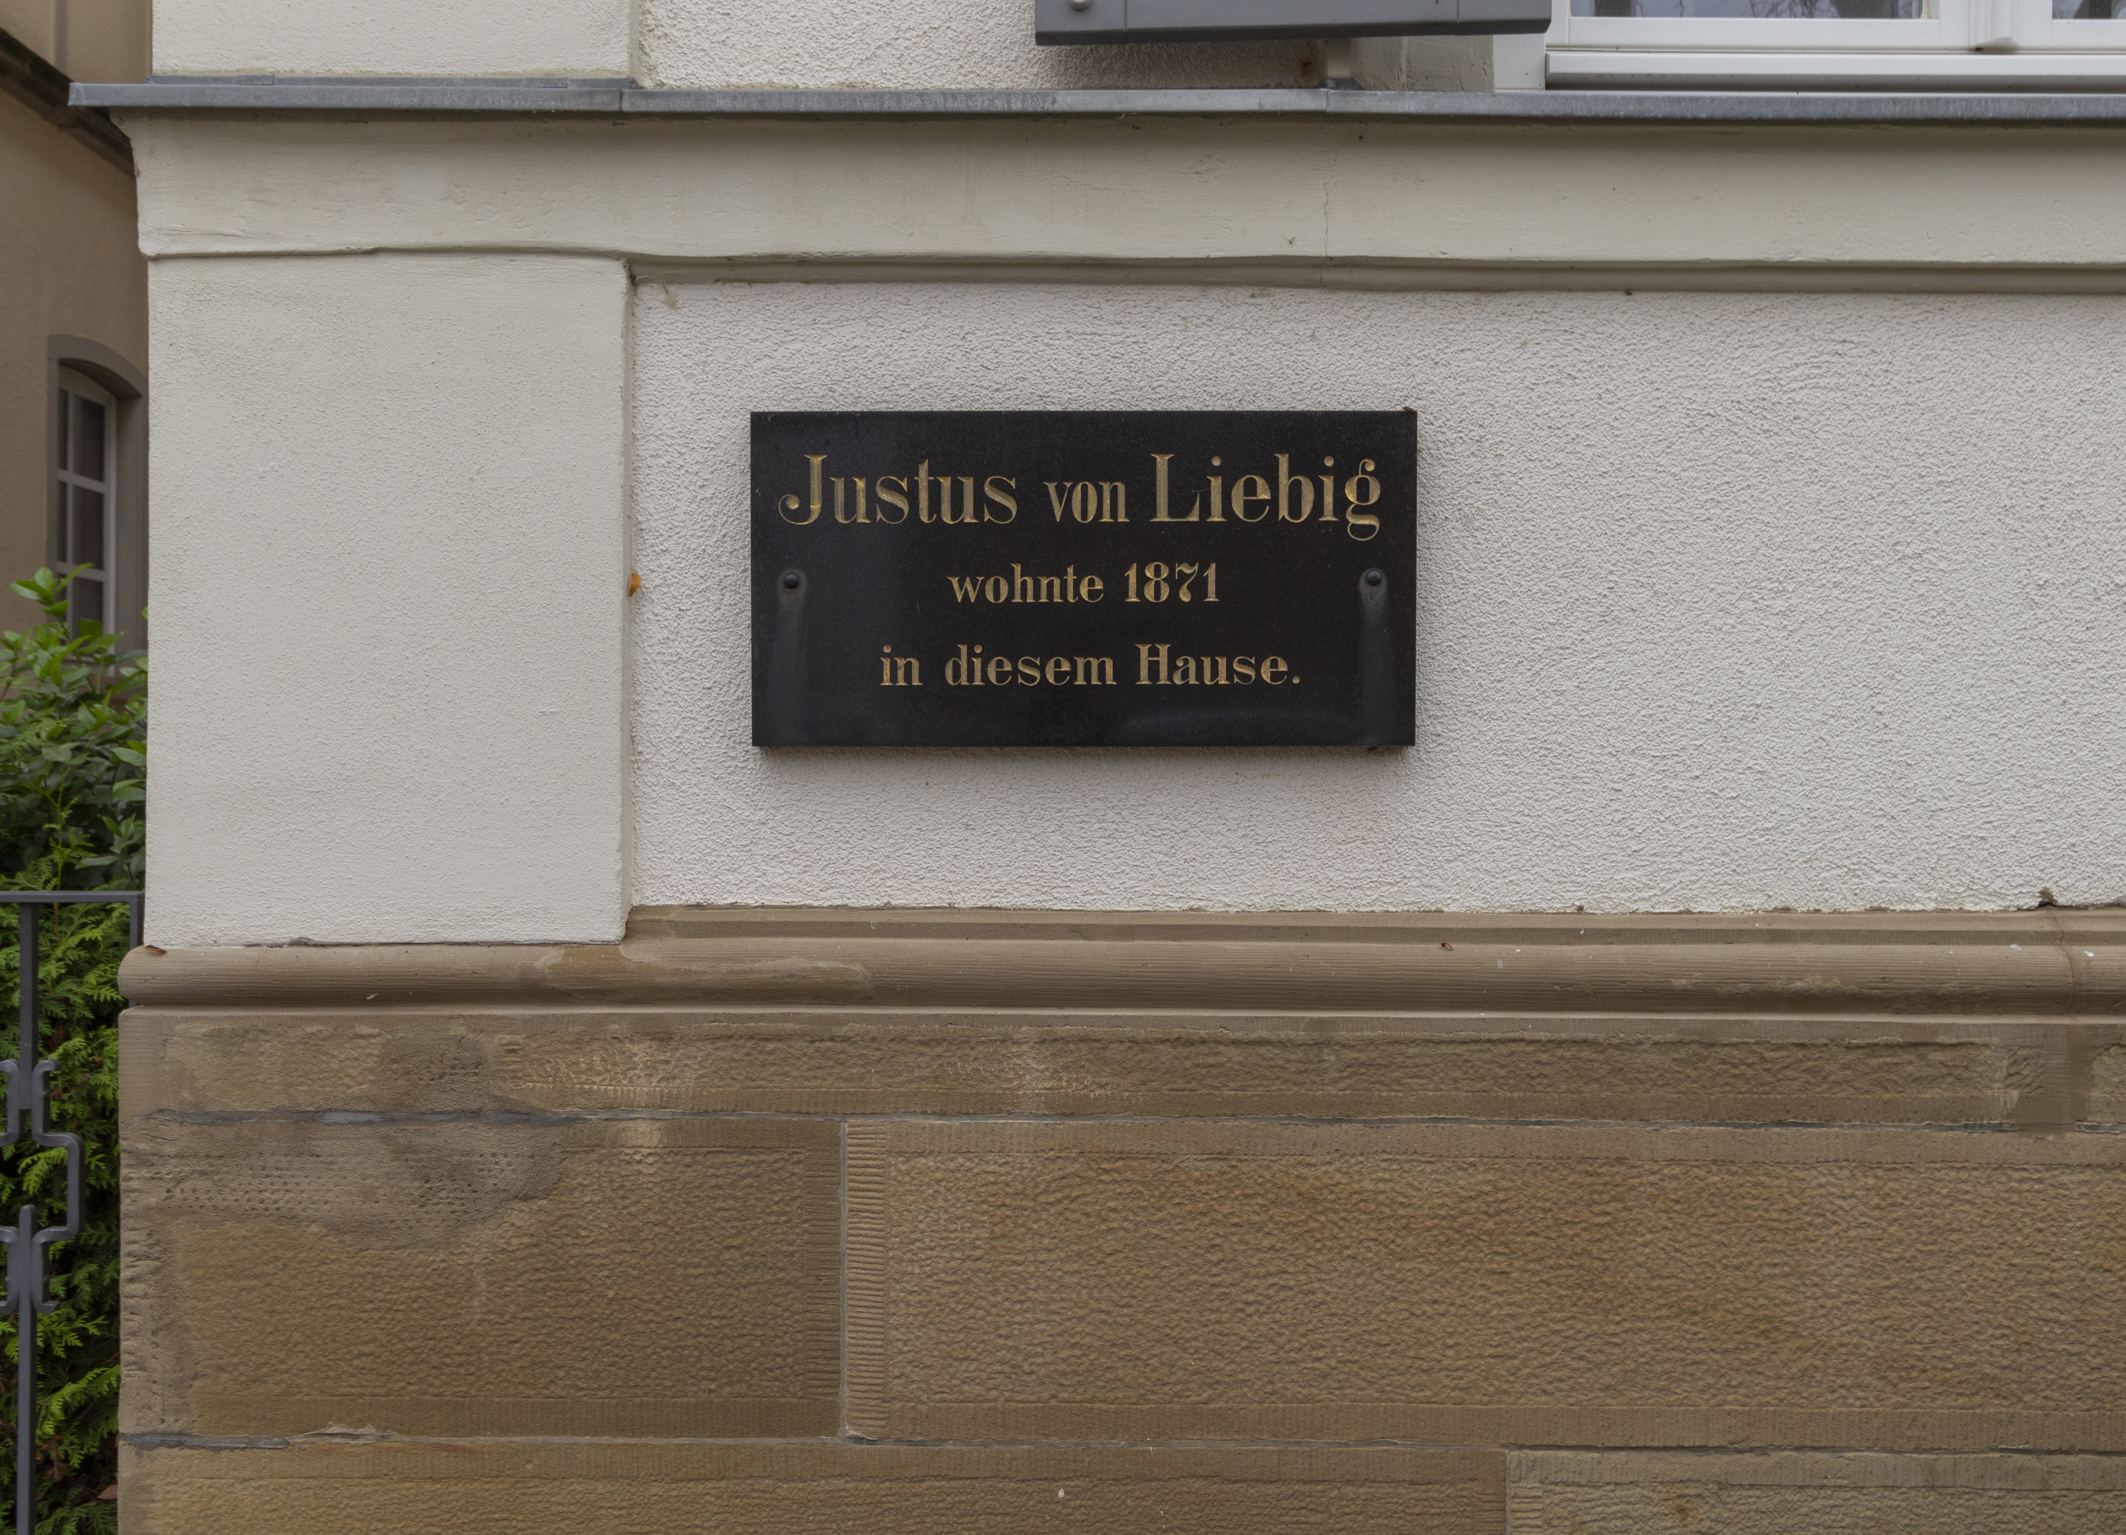 Justus von Liebig
wohnte 1871
in diesem Hause.